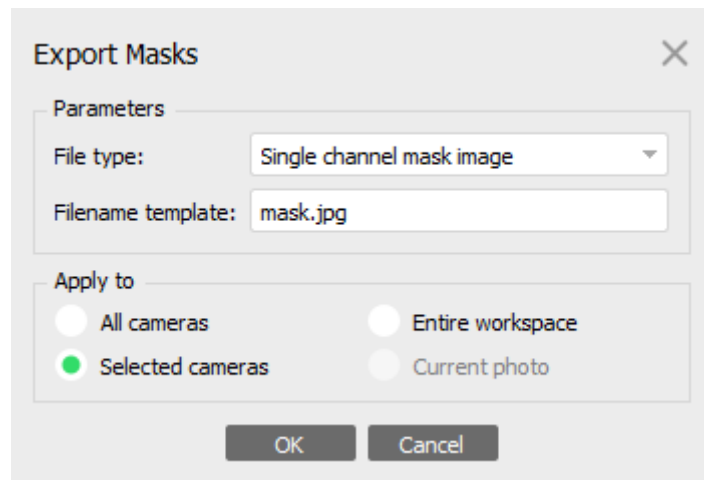 Export Masks
Parameters
File type: Single channel mask image
Filename template: mask.jpg
Apply to
All cameras Entire workspace
Selected cameras Current photo
OK Cancel